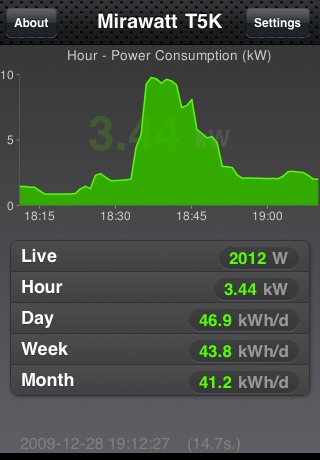 About Mirawatt T5K Settings
Hour - Power Consumption (kW)
10
3.44 kW
5
0
18:15 18:30 18:45 19:00
Live 2012 W
Hour 3.44 kW
Day 46.9 kWh/d
Week 43.8 kWh/d
Month 41.2 kWh/d
2009-12-28 19:12:27 (14.7s.)